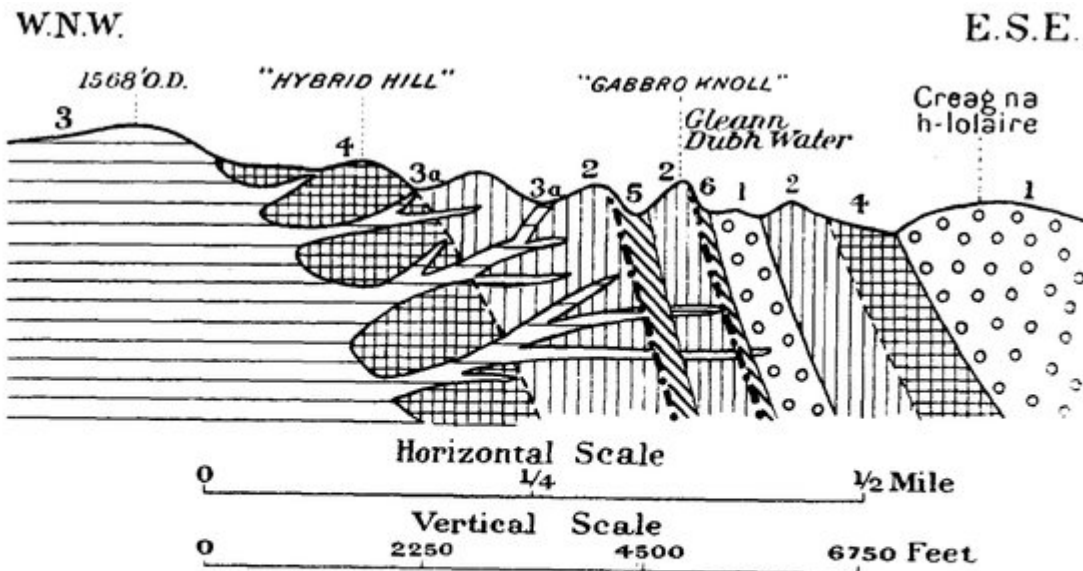 W.N.W.
E.S.E.
1568'O.D.
"HYBRID HILL"
"GABBRO KNOLL"
Gleann
Dubh Water
Creag na
h-Iolaire
3
4
3a
3a
2
5
2
6
1
2
4
1
Horizontal Scale
0
1/4
1/2 Mile
Vertical Scale
0
2250
4500
6750 Feet